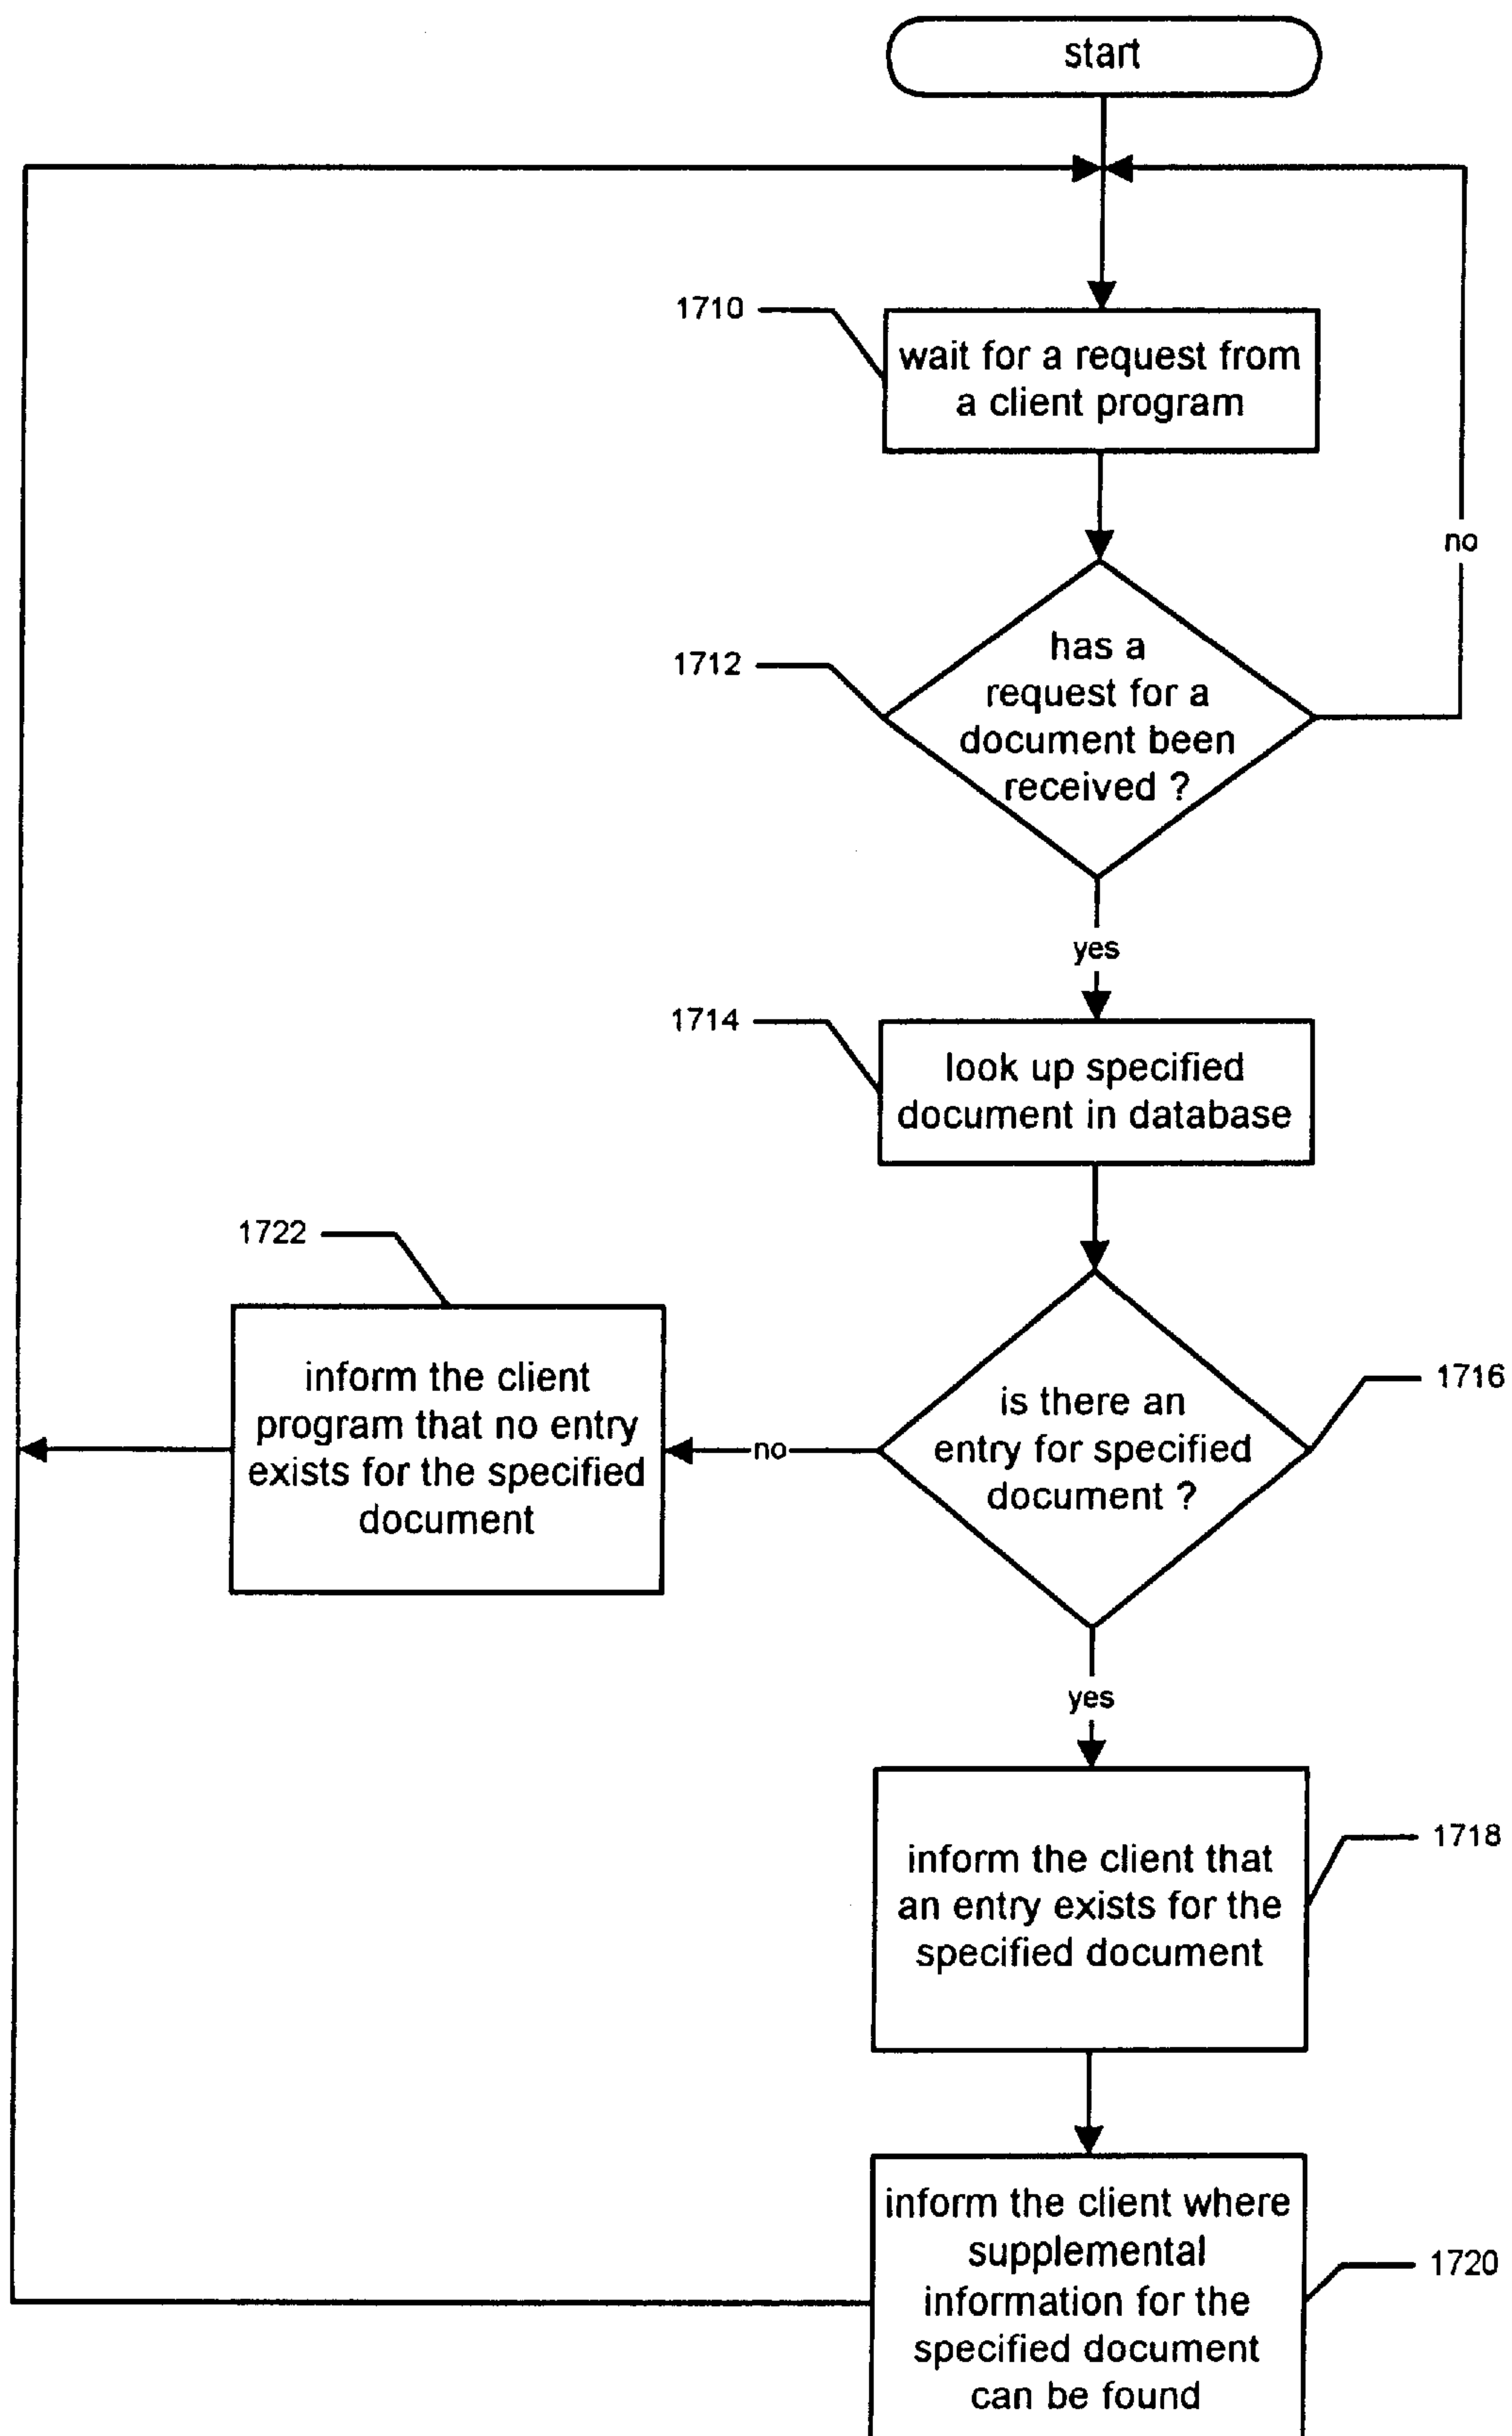 start
1710
wait for a request from
a client program
no
1712
has a
request for a
document been
received ?
yes
1714
look up specified
document in database
1722
inform the client
program that no entry
exists for the specified
document
no
1716
is there an
entry for specified
document ?
yes
1718
inform the client that
an entry exists for the
specified document
1720
inform the client where
supplemental
information for the
specified document
can be found